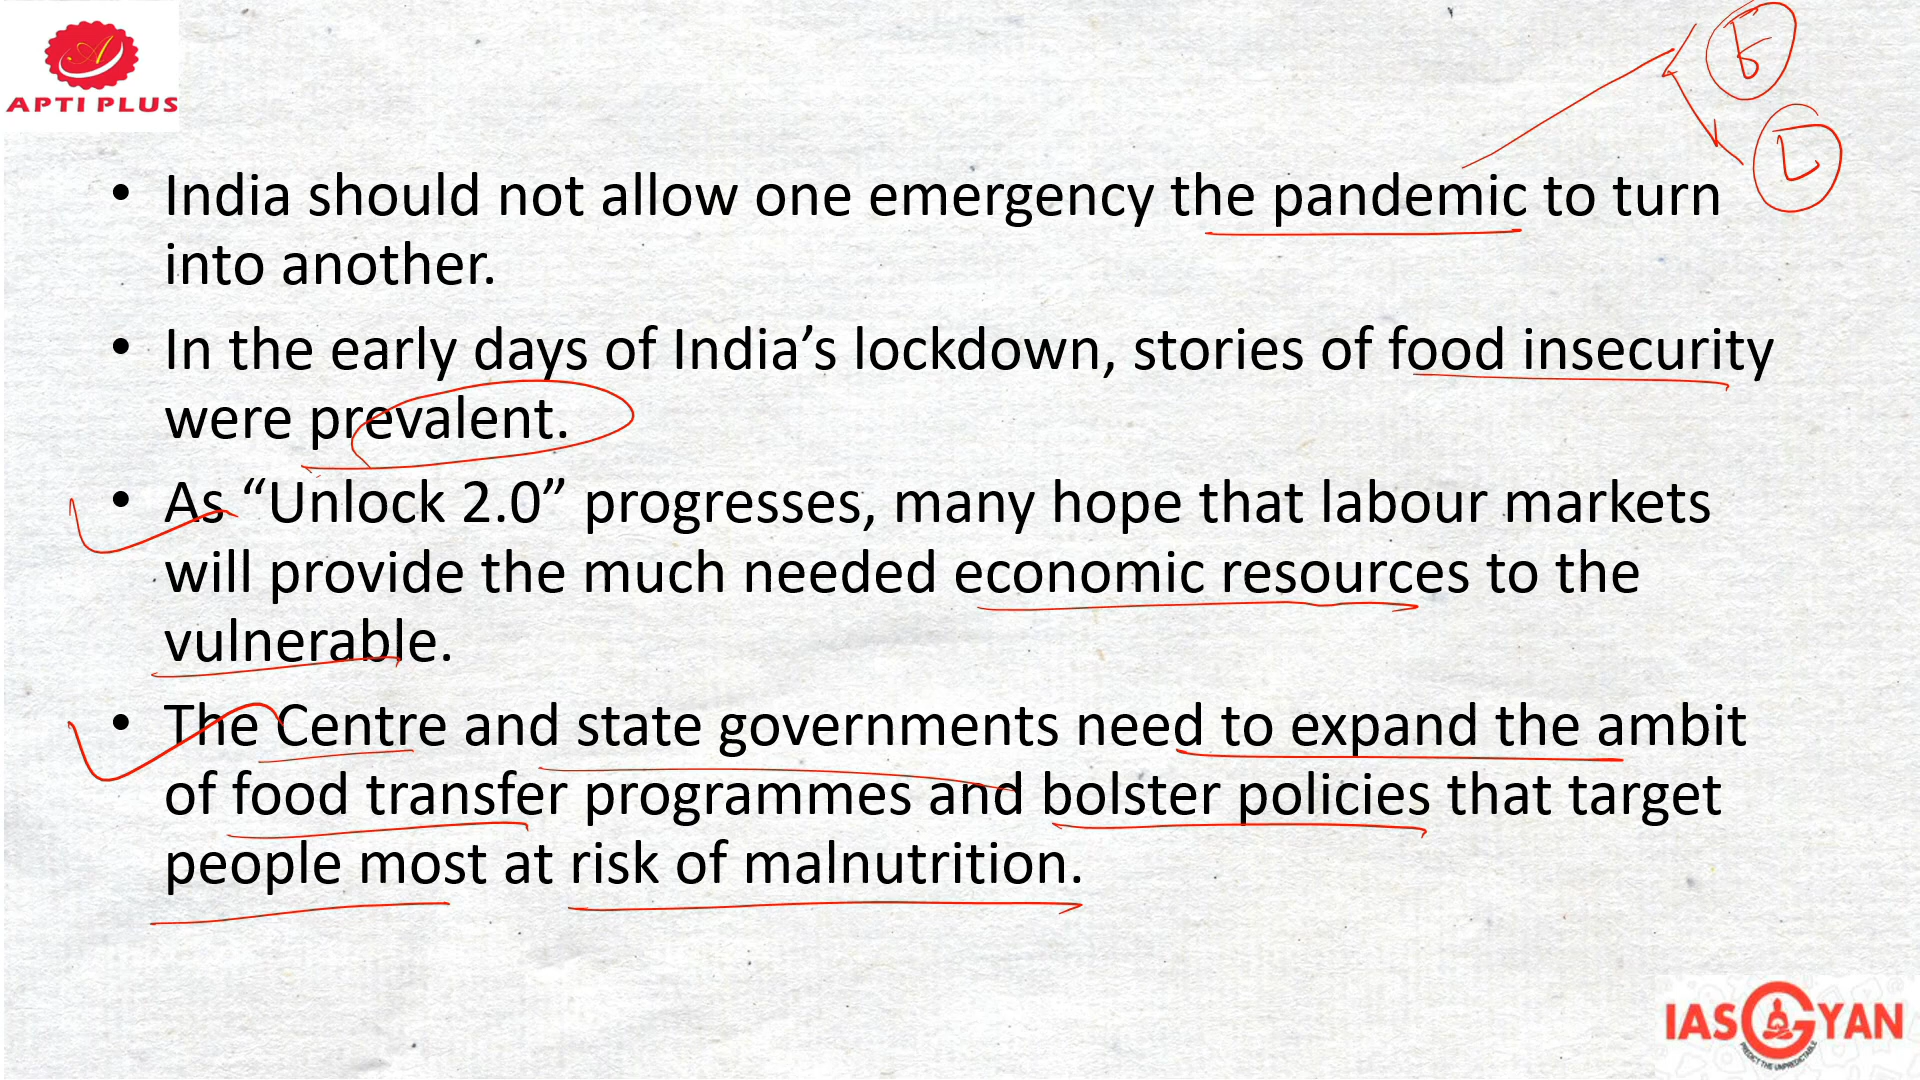 APTI PLUS
• India should not allow one emergency the pandemic to turn
into another.
• In the early days of India’s lockdown, stories of food insecurity
were prevalent.
• As “Unlock 2.0” progresses, many hope that labour markets
will provide the much needed economic resources to the
vulnerable.
• The Centre and state governments need to expand the ambit
of food transfer programmes and bolster policies that target
people most at risk of malnutrition.
IASGYAN
PREDICT THE UNPREDICTABLE